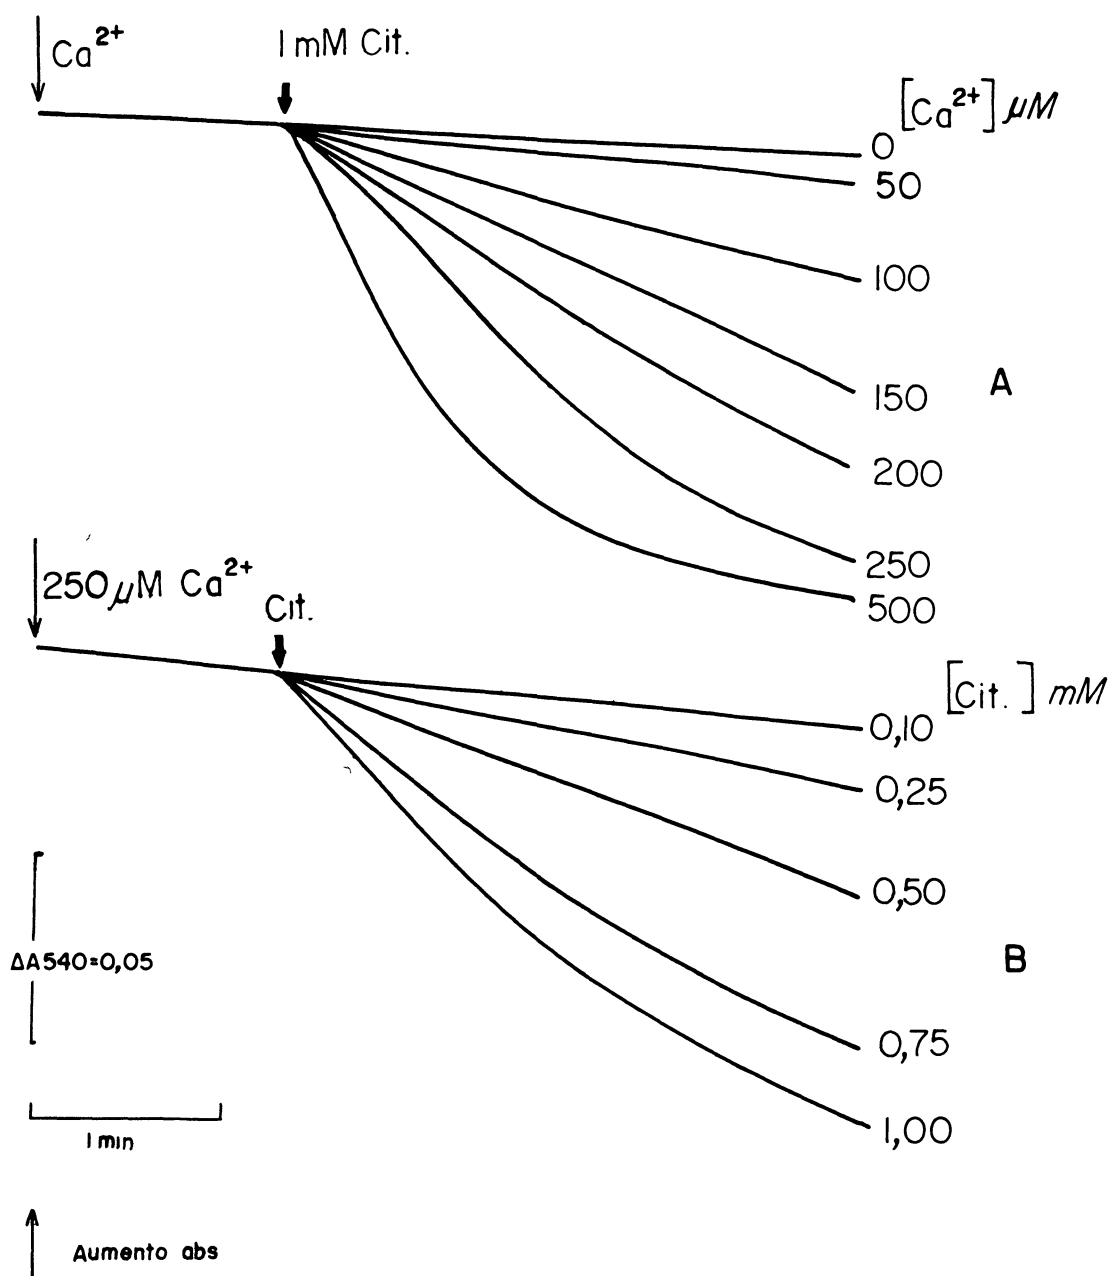 Ca²⁺
1 mM Cit.
[Ca²⁺] µM
0
50
100
150
A
200
250
500
250 µM Ca²⁺
Cit.
[Cit.] mM
0,10
0,25
0,50
B
ΔA540=0,05
0,75
1,00
1 min
Aumento abs